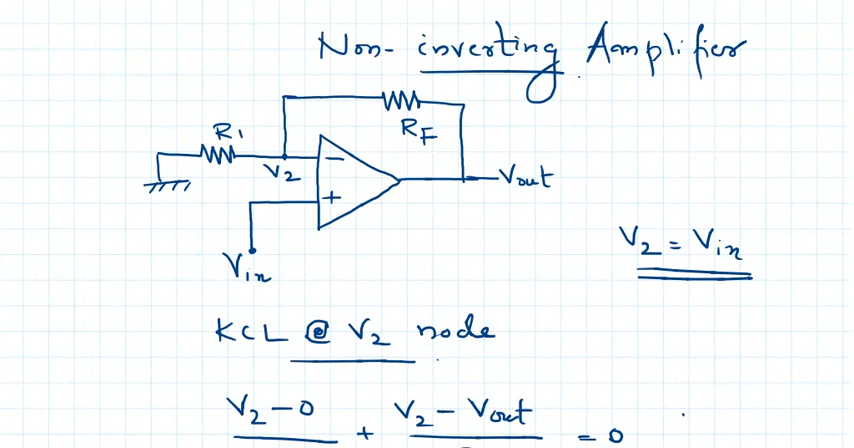 Non-inverting Amplifier
R1
RF
V2
−
+
Vout
Vin
V2 = Vin
KCL @ V2 node
V2 − 0 + V2 − Vout = 0